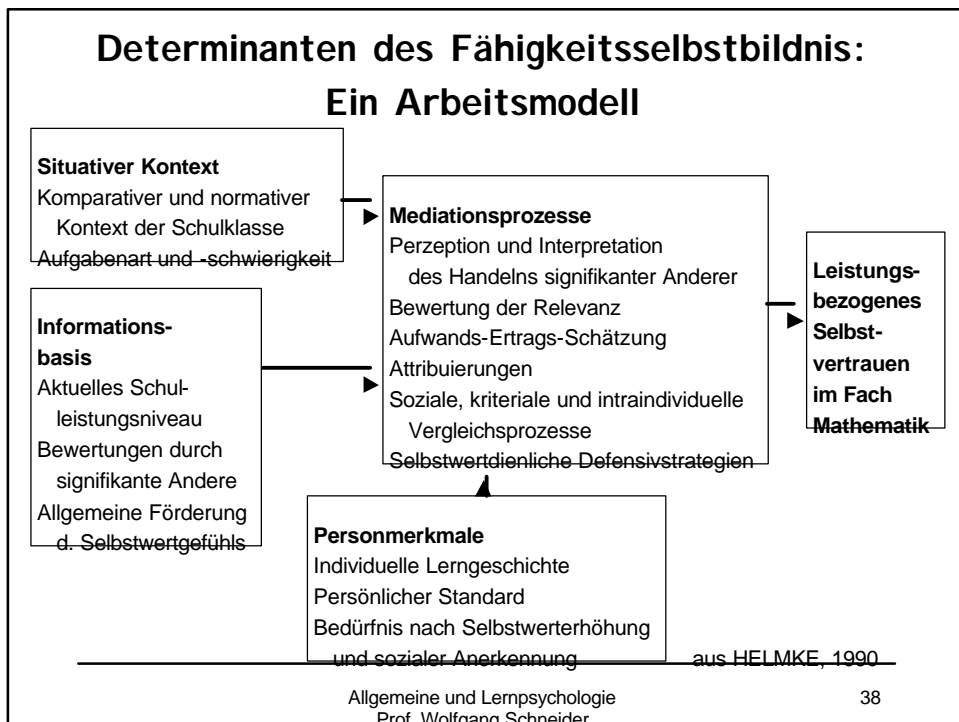 Determinanten des Fähigkeitsselbstbildnis:
Ein Arbeitsmodell
Situativer Kontext
Komparativer und normativer
Kontext der Schulklasse
Aufgabenart und -schwierigkeit
Informations-
basis
Aktuelles Schul-
leistungsniveau
Bewertungen durch
signifikante Andere
Allgemeine Förderung
d. Selbstwertgefühls
Mediationsprozesse
Perzeption und Interpretation
des Handelns signifikanter Anderer
Bewertung der Relevanz
Aufwands-Ertrags-Schätzung
Attribuierungen
Soziale, kriteriale und intraindividuelle
Vergleichsprozesse
Selbstwertdienliche Defensivstrategien
Leistungs-
bezogenes
Selbst-
vertrauen
im Fach
Mathematik
Personmerkmale
Individuelle Lerngeschichte
Persönlicher Standard
Bedürfnis nach Selbstwerterhöhung
und sozialer Anerkennung
aus HELMKE, 1990
Allgemeine und Lernpsychologie
Prof. Wolfgang Schneider
38